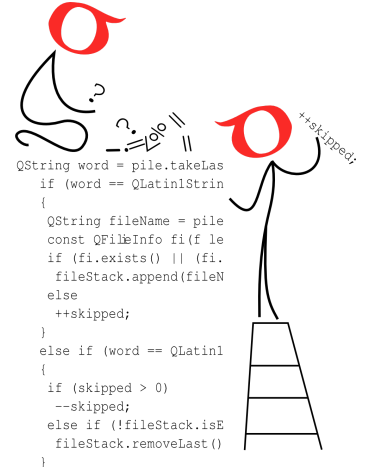 ?
? % || ! = || ++skipped;
QString word = pile.takeLas
if (word == QLatin1Strin
{
QString fileName = pile
const QFileInfo fi(f le
if (fi.exists() || (fi.
fileStack.append(fileN
else
++skipped;
}
else if (word == QLatin1
{
if (skipped > 0)
--skipped;
else if (!fileStack.isE
fileStack.removeLast()
}